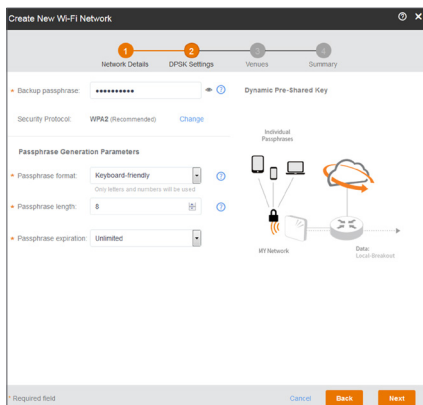 Create New Wi-Fi Network
1 2 3 4
Network Details DPSK Settings Venues Summary
* Backup passphrase: ••••••••••
Dynamic Pre-Shared Key
Security Protocol: WPA2 (Recommended) Change
Individual
Passphrases
Passphrase Generation Parameters
* Passphrase format: Keyboard-friendly
Only letters and numbers will be used
* Passphrase length: 8
* Passphrase expiration: Unlimited
MY Network
Data:
Local-Breakout
* Required field
Cancel Back Next